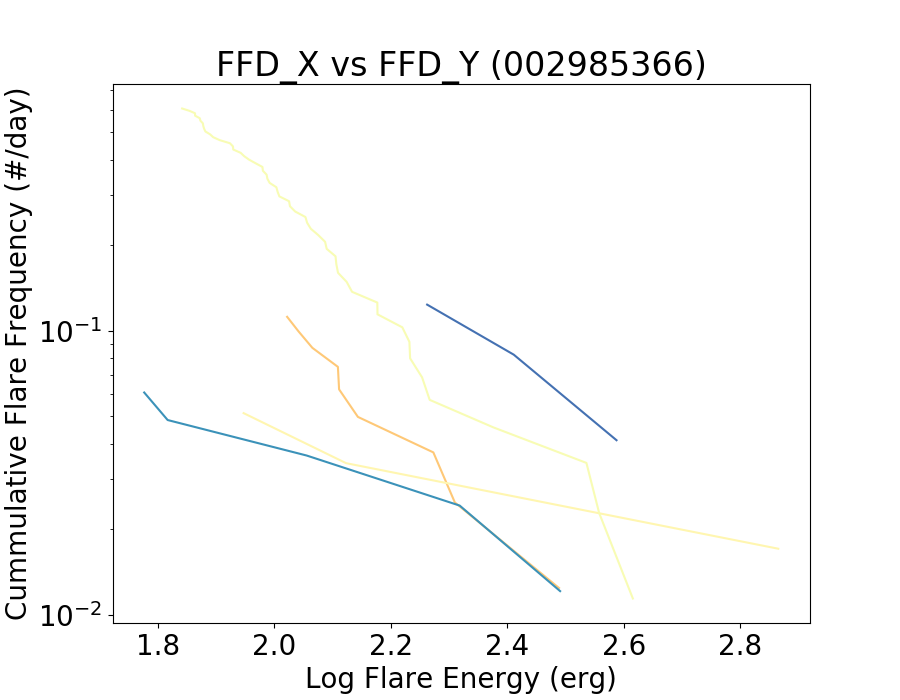 FFD_X vs FFD_Y (002985366)
Cummulative Flare Frequency (#/day)
10⁻¹
10⁻²
1.8 2.0 2.2 2.4 2.6 2.8
Log Flare Energy (erg)